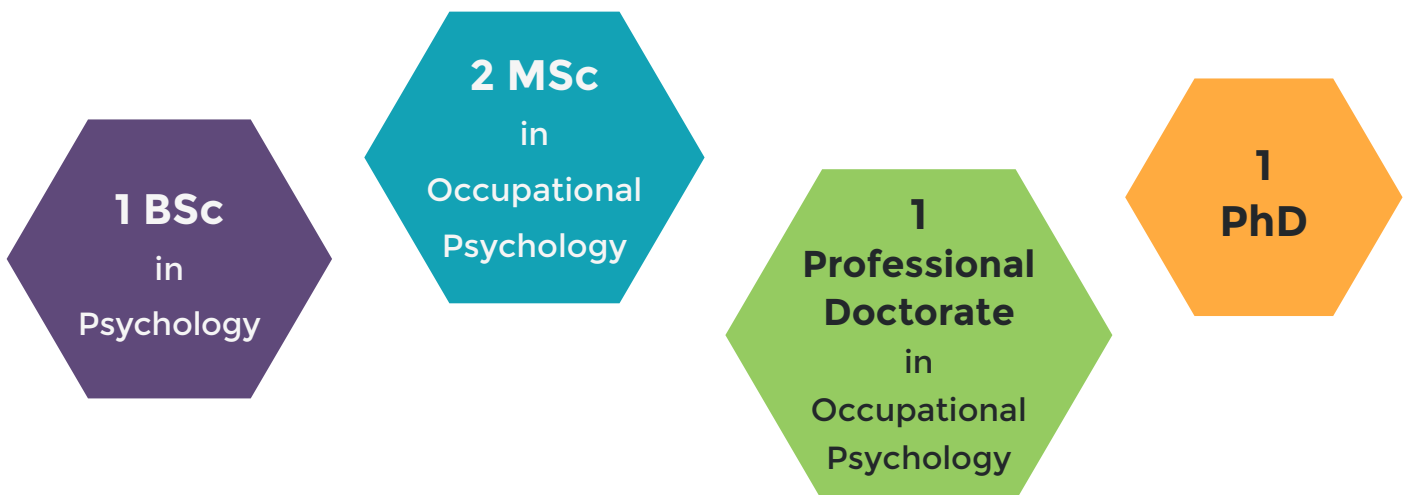 1 BSc
in
Psychology
2 MSc
in
Occupational
Psychology
1
Professional
Doctorate
in
Occupational
Psychology
1
PhD